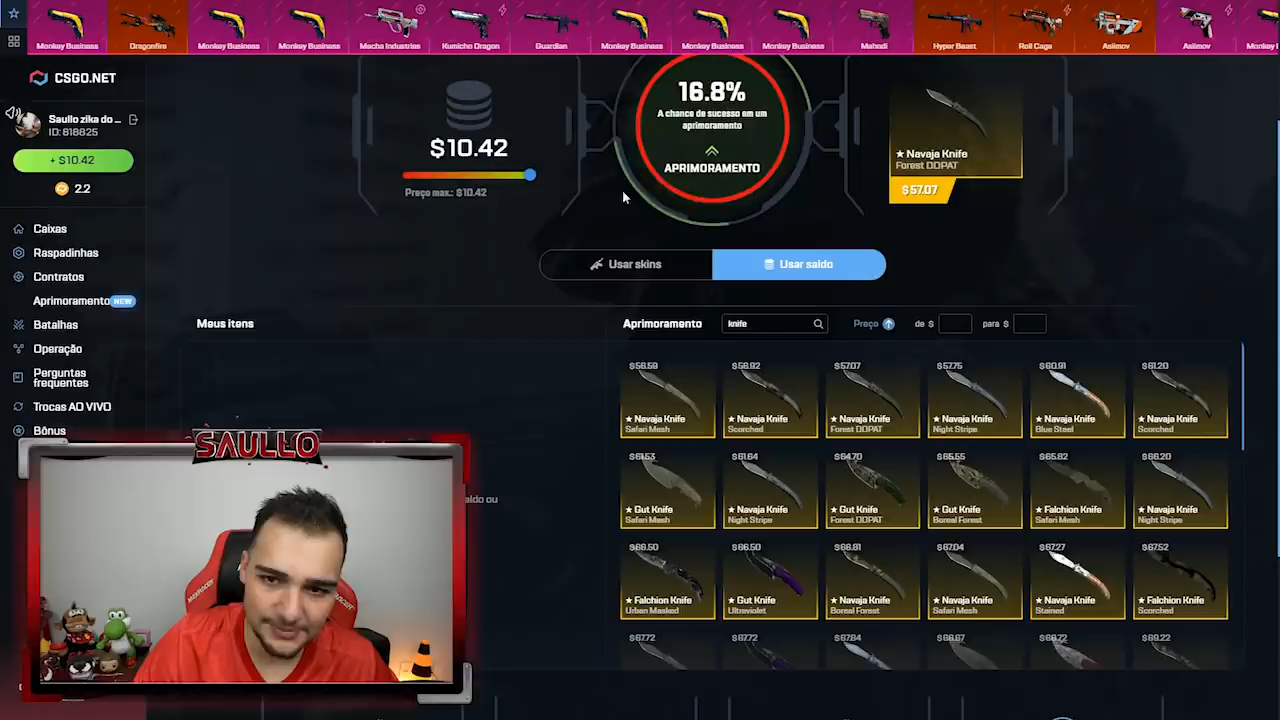 Monkey Business
Dragonfire
Monkey Business
Monkey Business
Mecha Industries
Kumicho Dragon
Guardian
Monkey Business
Monkey Business
Monkey Business
Mehndi
Hyper Beast
Roll Cage
Asiimov
Asiimov
CSGO.NET
Saullo zika do ...
ID: 818825
+ $10.42
2.2
Caixas
Raspadinhas
Contratos
Aprimoramento NEW
Batalhas
Operação
Perguntas
frequentes
Trocas AO VIVO
Bônus
$10.42
Preço max.: $10.42
16.8%
A chance de sucesso em um
aprimoramento
APRIMORAMENTO
★ Navaja Knife
Forest DDPAT
$57.07
Usar skins
Usar saldo
Meus itens
aldo ou
Aprimoramento
knife
Preço
de $
para $
$56.59
★ Navaja Knife
Safari Mesh
$56.92
★ Navaja Knife
Scorched
$57.07
★ Navaja Knife
Forest DDPAT
$57.75
★ Navaja Knife
Night Stripe
$60.91
★ Navaja Knife
Blue Steel
$61.20
★ Navaja Knife
Scorched
$61.53
★ Gut Knife
Safari Mesh
$61.64
★ Navaja Knife
Night Stripe
$64.70
★ Gut Knife
Forest DDPAT
$65.55
★ Gut Knife
Boreal Forest
$65.82
★ Falchion Knife
Safari Mesh
$66.20
★ Navaja Knife
Night Stripe
$66.50
★ Falchion Knife
Urban Masked
$66.50
★ Gut Knife
Ultraviolet
$66.81
★ Navaja Knife
Boreal Forest
$67.04
★ Navaja Knife
Safari Mesh
$67.27
★ Navaja Knife
Stained
$67.52
★ Falchion Knife
Scorched
$67.72
$67.72
$67.84
$69.22
SAULLO